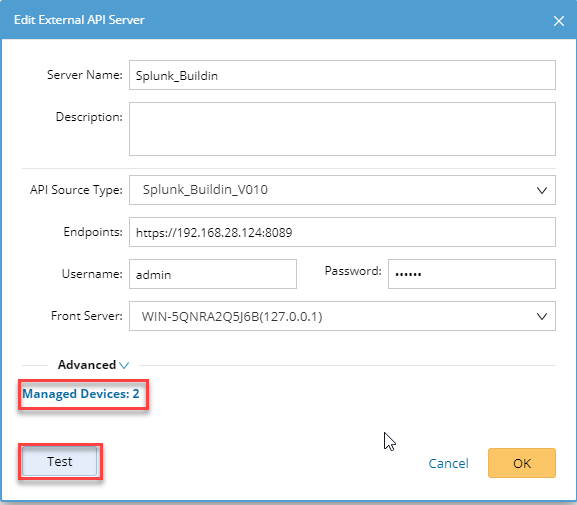 Edit External API Server
Server Name: Splunk_Buildin
Description:
API Source Type: Splunk_Buildin_V010
Endpoints: https://192.168.28.124:8089
Username: admin Password: ••••••
Front Server: WIN-5QNRA2Q5J6B(127.0.0.1)
Advanced
Managed Devices: 2
Test Cancel OK